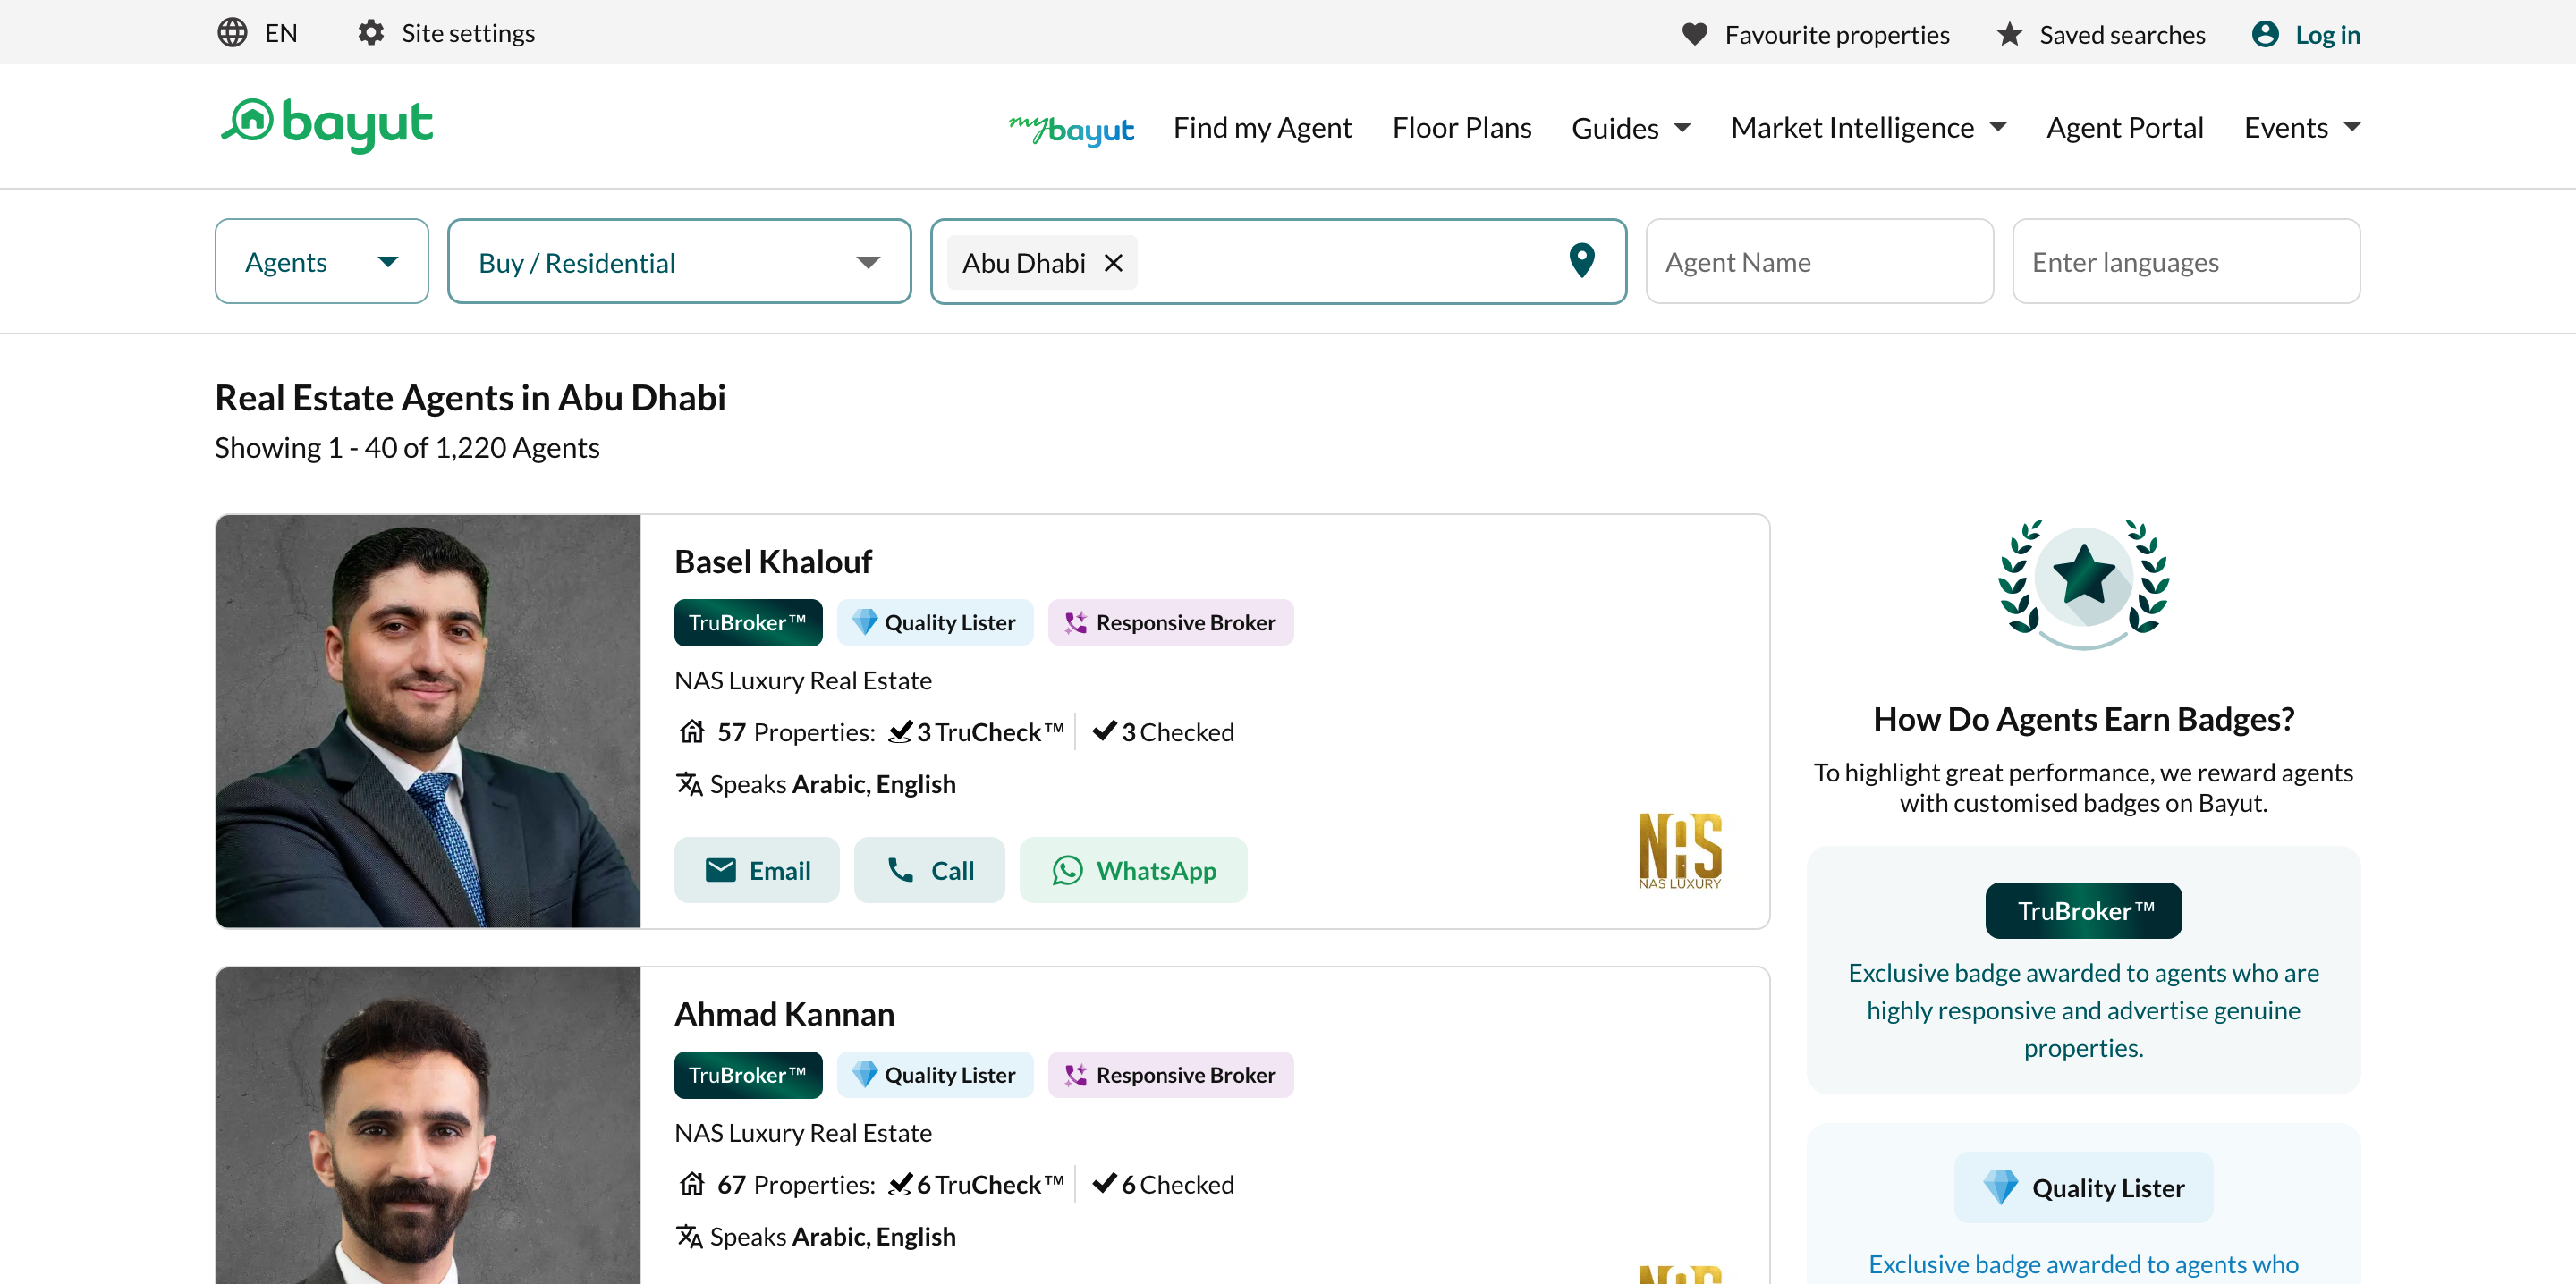 EN Site settings Favourite properties Saved searches Log in
bayut mybayut Find my Agent Floor Plans Guides Market Intelligence Agent Portal Events
Agents Buy / Residential Abu Dhabi Agent Name Enter languages
Real Estate Agents in Abu Dhabi
Showing 1 - 40 of 1,220 Agents
Basel Khalouf
TruBroker™ Quality Lister Responsive Broker
NAS Luxury Real Estate
57 Properties: 3 TruCheck™ 3 Checked
Speaks Arabic, English
Email Call WhatsApp
NAS
NAS LUXURY
Ahmad Kannan
TruBroker™ Quality Lister Responsive Broker
NAS Luxury Real Estate
67 Properties: 6 TruCheck™ 6 Checked
Speaks Arabic, English
NAS
How Do Agents Earn Badges?
To highlight great performance, we reward agents
with customised badges on Bayut.
TruBroker™
Exclusive badge awarded to agents who are
highly responsive and advertise genuine
properties.
Quality Lister
Exclusive badge awarded to agents who